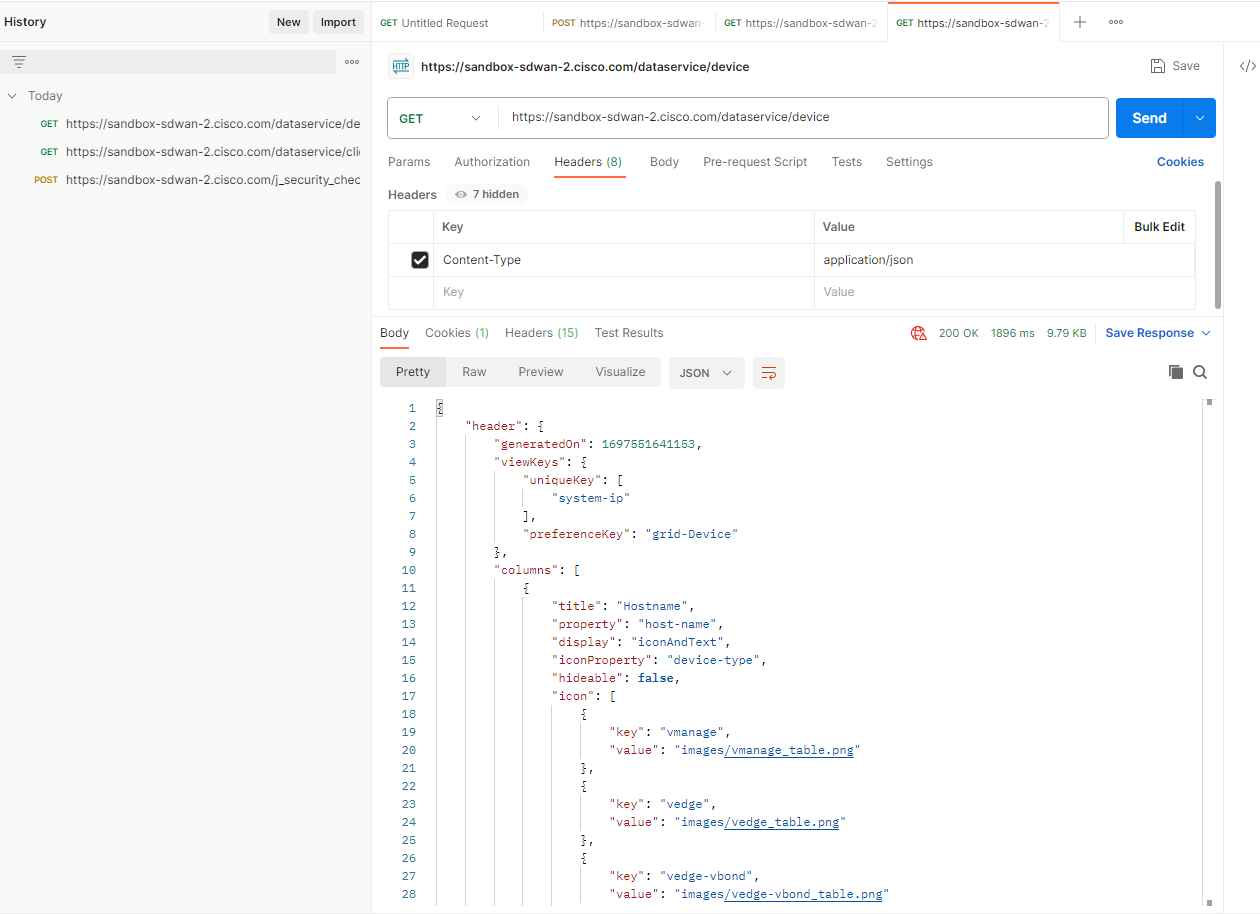 History
New
Import
GET Untitled Request
POST https://sandbox-sdwan-
GET https://sandbox-sdwan-2
GET https://sandbox-sdwan-2
HTTP https://sandbox-sdwan-2.cisco.com/dataservice/device
Save
Today
GET https://sandbox-sdwan-2.cisco.com/dataservice/de
GET https://sandbox-sdwan-2.cisco.com/dataservice/cli
POST https://sandbox-sdwan-2.cisco.com/j_security_chec
GET
https://sandbox-sdwan-2.cisco.com/dataservice/device
Send
Params Authorization Headers (8) Body Pre-request Script Tests Settings Cookies
Headers 7 hidden
Key Value Bulk Edit
Content-Type application/json
Key Value
Body Cookies (1) Headers (15) Test Results 200 OK 1896 ms 9.79 KB Save Response
Pretty Raw Preview Visualize JSON
1 {
2 "header": {
3 "generatedOn": 1697551641153,
4 "viewKeys": {
5 "uniqueKey": [
6 "system-ip"
7 ],
8 "preferenceKey": "grid-Device"
9 },
10 "columns": [
11 {
12 "title": "Hostname",
13 "property": "host-name",
14 "display": "iconAndText",
15 "iconProperty": "device-type",
16 "hideable": false,
17 "icon": [
18 {
19 "key": "vmanage",
20 "value": "images/vmanage_table.png"
21 },
22 {
23 "key": "vedge",
24 "value": "images/vedge_table.png"
25 },
26 {
27 "key": "vedge-vbond",
28 "value": "images/vedge-vbond_table.png"